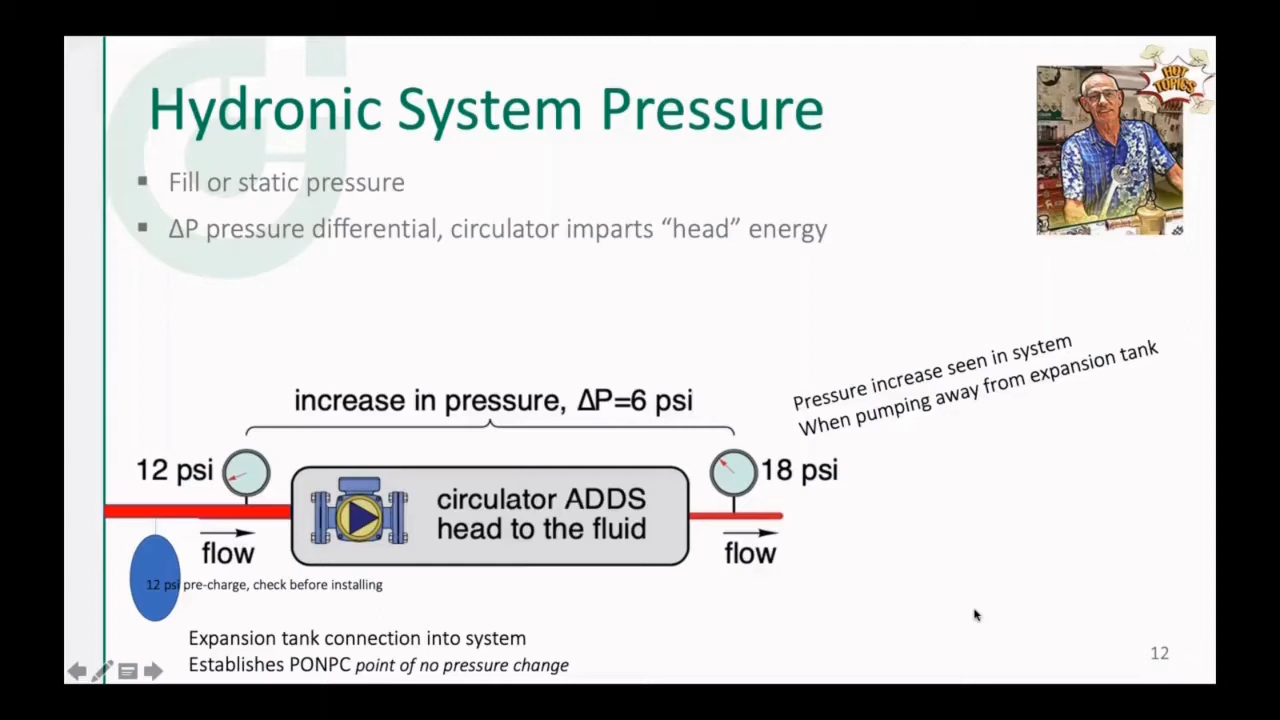 Hydronic System Pressure
HOT
TOPICS
Fill or static pressure
ΔP pressure differential, circulator imparts “head” energy
Pressure increase seen in system
When pumping away from expansion tank
increase in pressure, ΔP=6 psi
12 psi
18 psi
circulator ADDS
head to the fluid
flow
flow
12 psi pre-charge, check before installing
Expansion tank connection into system
Establishes PONPC point of no pressure change
12